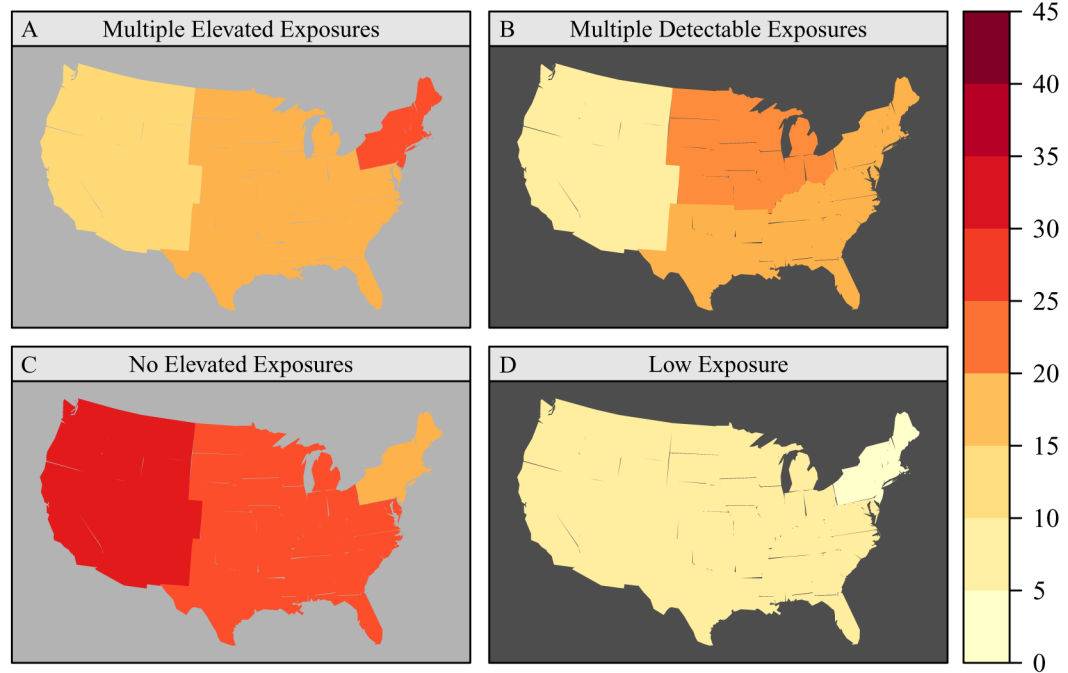 A Multiple Elevated Exposures
B Multiple Detectable Exposures
C No Elevated Exposures
D Low Exposure
45
40
35
30
25
20
15
10
5
0